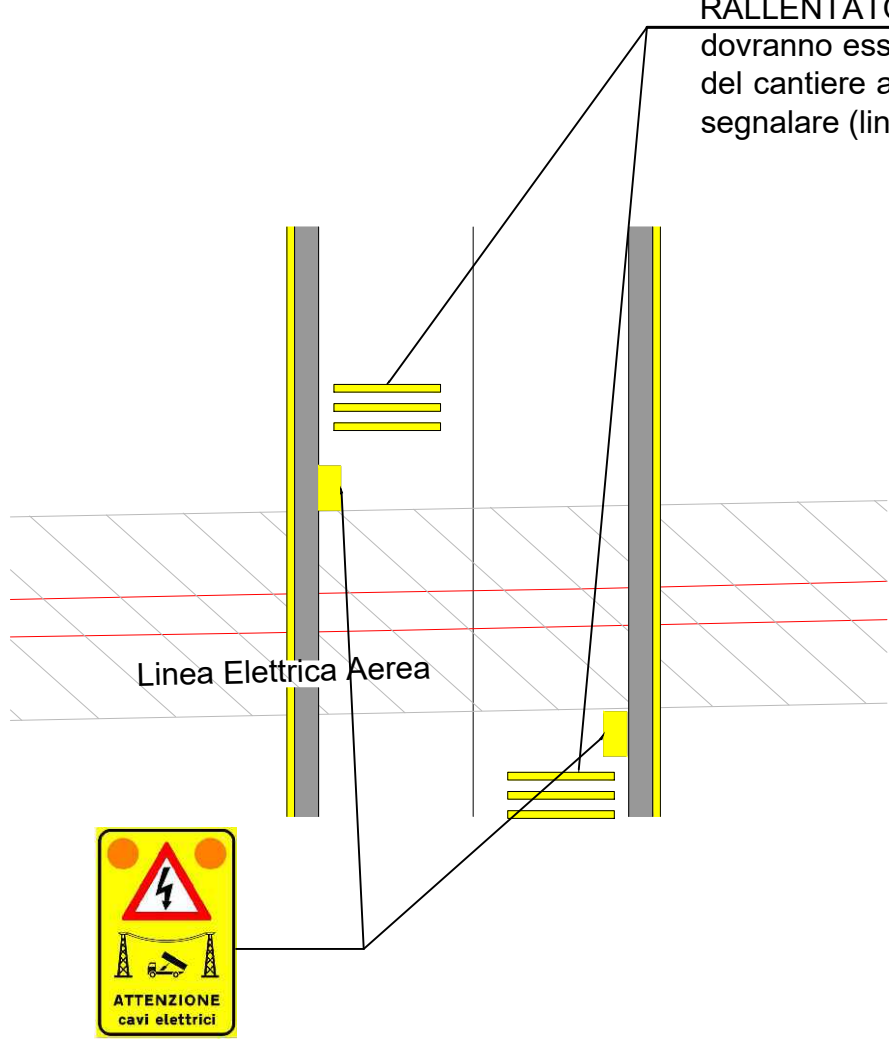 RALLENTATO
dovranno ess
del cantiere a
segnalare (lin
Linea Elettrica Aerea
ATTENZIONE
cavi elettrici